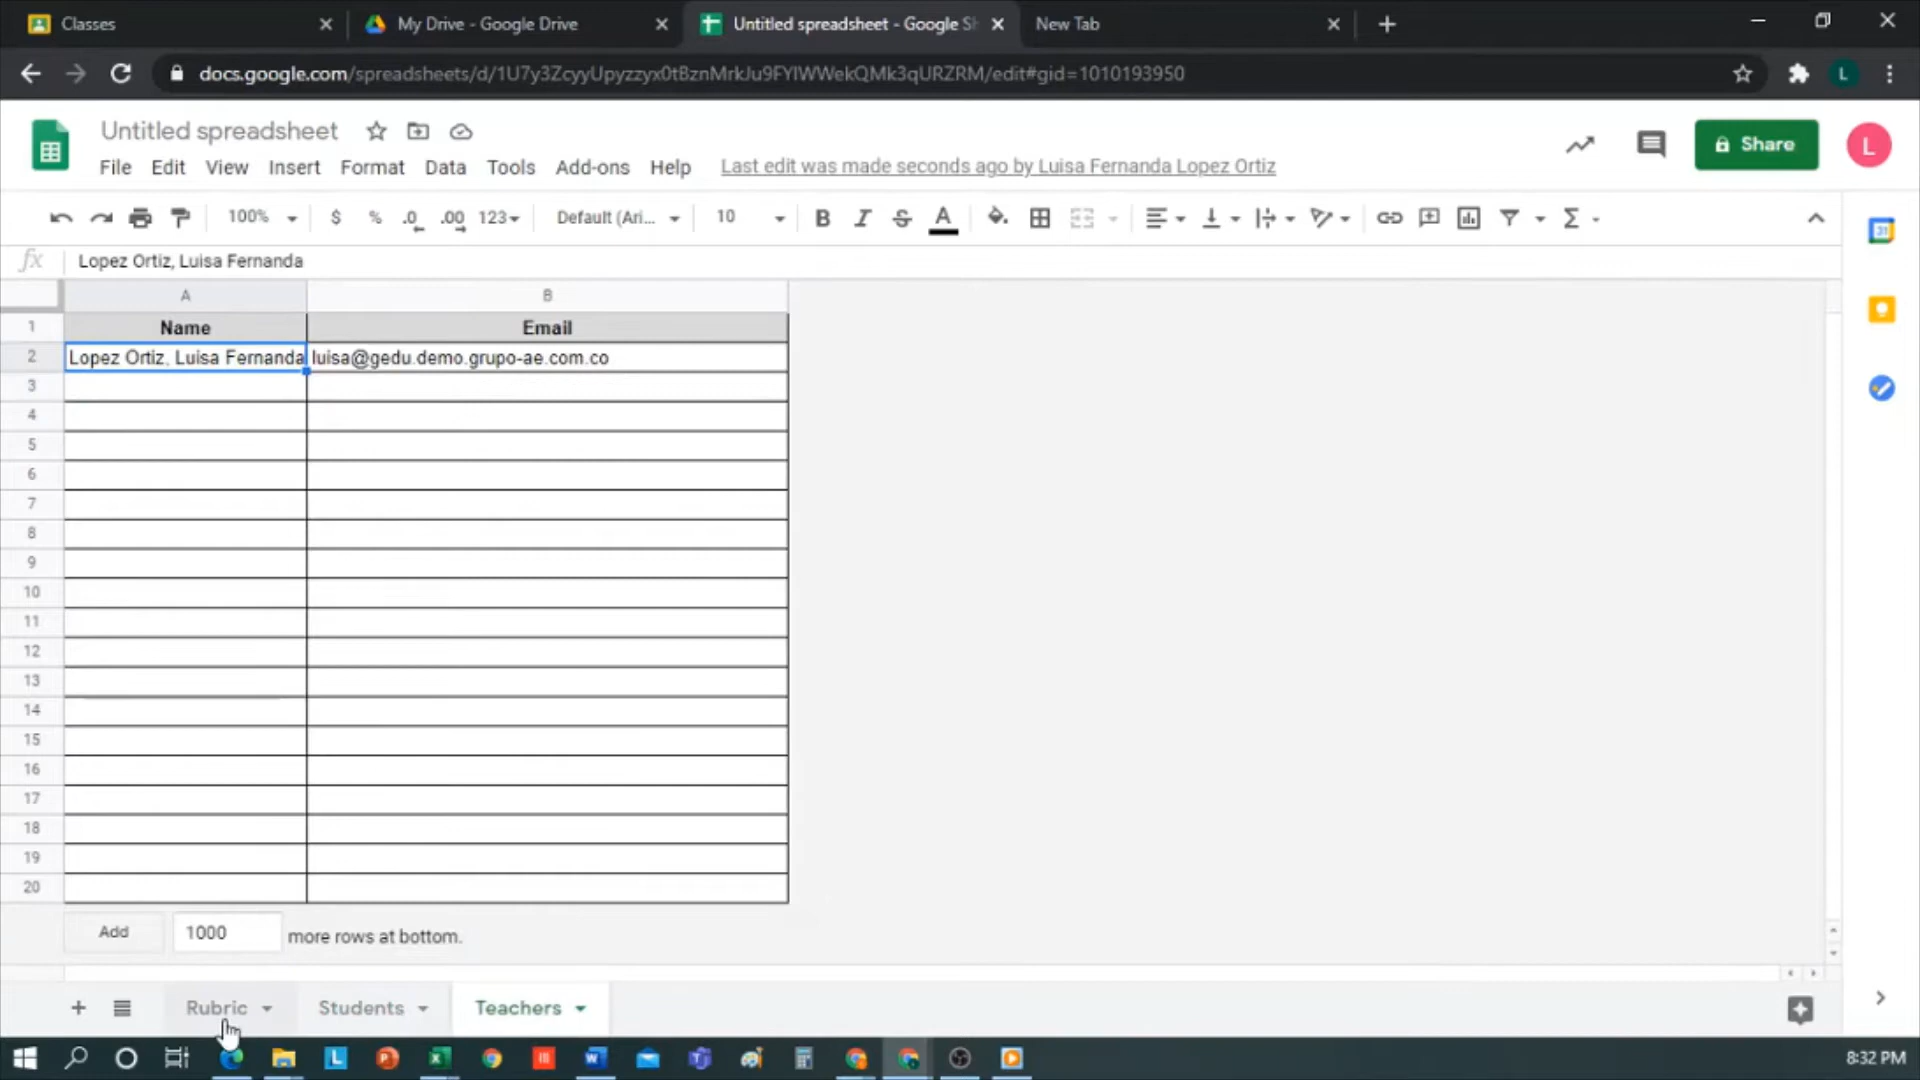 Classes
My Drive - Google Drive
Untitled spreadsheet - Google Sh
New Tab
docs.google.com/spreadsheets/d/1U7y3ZcyyUpyzzyx0tBznMrkJu9FYIWWekQMk3qURZRM/edit#gid=1010193950
L
Untitled spreadsheet
File Edit View Insert Format Data Tools Add-ons Help
Last edit was made seconds ago by Luisa Fernanda Lopez Ortiz
Share
L
100% $ % .0 .00 123 Default (Ari... 10 B I S A
31
fx Lopez Ortiz, Luisa Fernanda
A B
1 Name Email
2 Lopez Ortiz, Luisa Fernanda luisa@gedu.demo.grupo-ae.com.co
3
4
5
6
7
8
9
10
11
12
13
14
15
16
17
18
19
20
Add 1000 more rows at bottom.
Rubric Students Teachers
8:32 PM